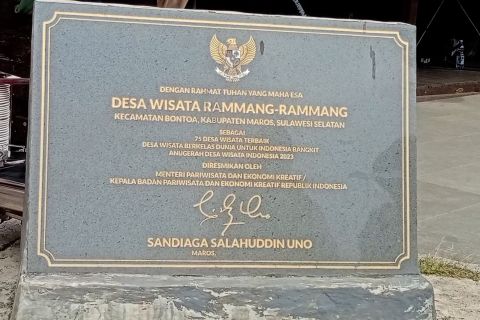 DENGAN RAHMAT TUHAN YANG MAHA ESA
DESA WISATA RAMMANG-RAMMANG
KECAMATAN BONTOA, KABUPATEN MAROS, SULAWESI SELATAN
SEBAGAI
75 DESA WISATA TERBAIK
DESA WISATA BERKELAS DUNIA UNTUK INDONESIA BANGKIT
ANUGERAH DESA WISATA INDONESIA 2023
DIRESMIKAN OLEH
MENTERI PARIWISATA DAN EKONOMI KREATIF/
KEPALA BADAN PARIWISATA DAN EKONOMI KREATIF REPUBLIK INDONESIA
SANDIAGA SALAHUDDIN UNO
MAROS,